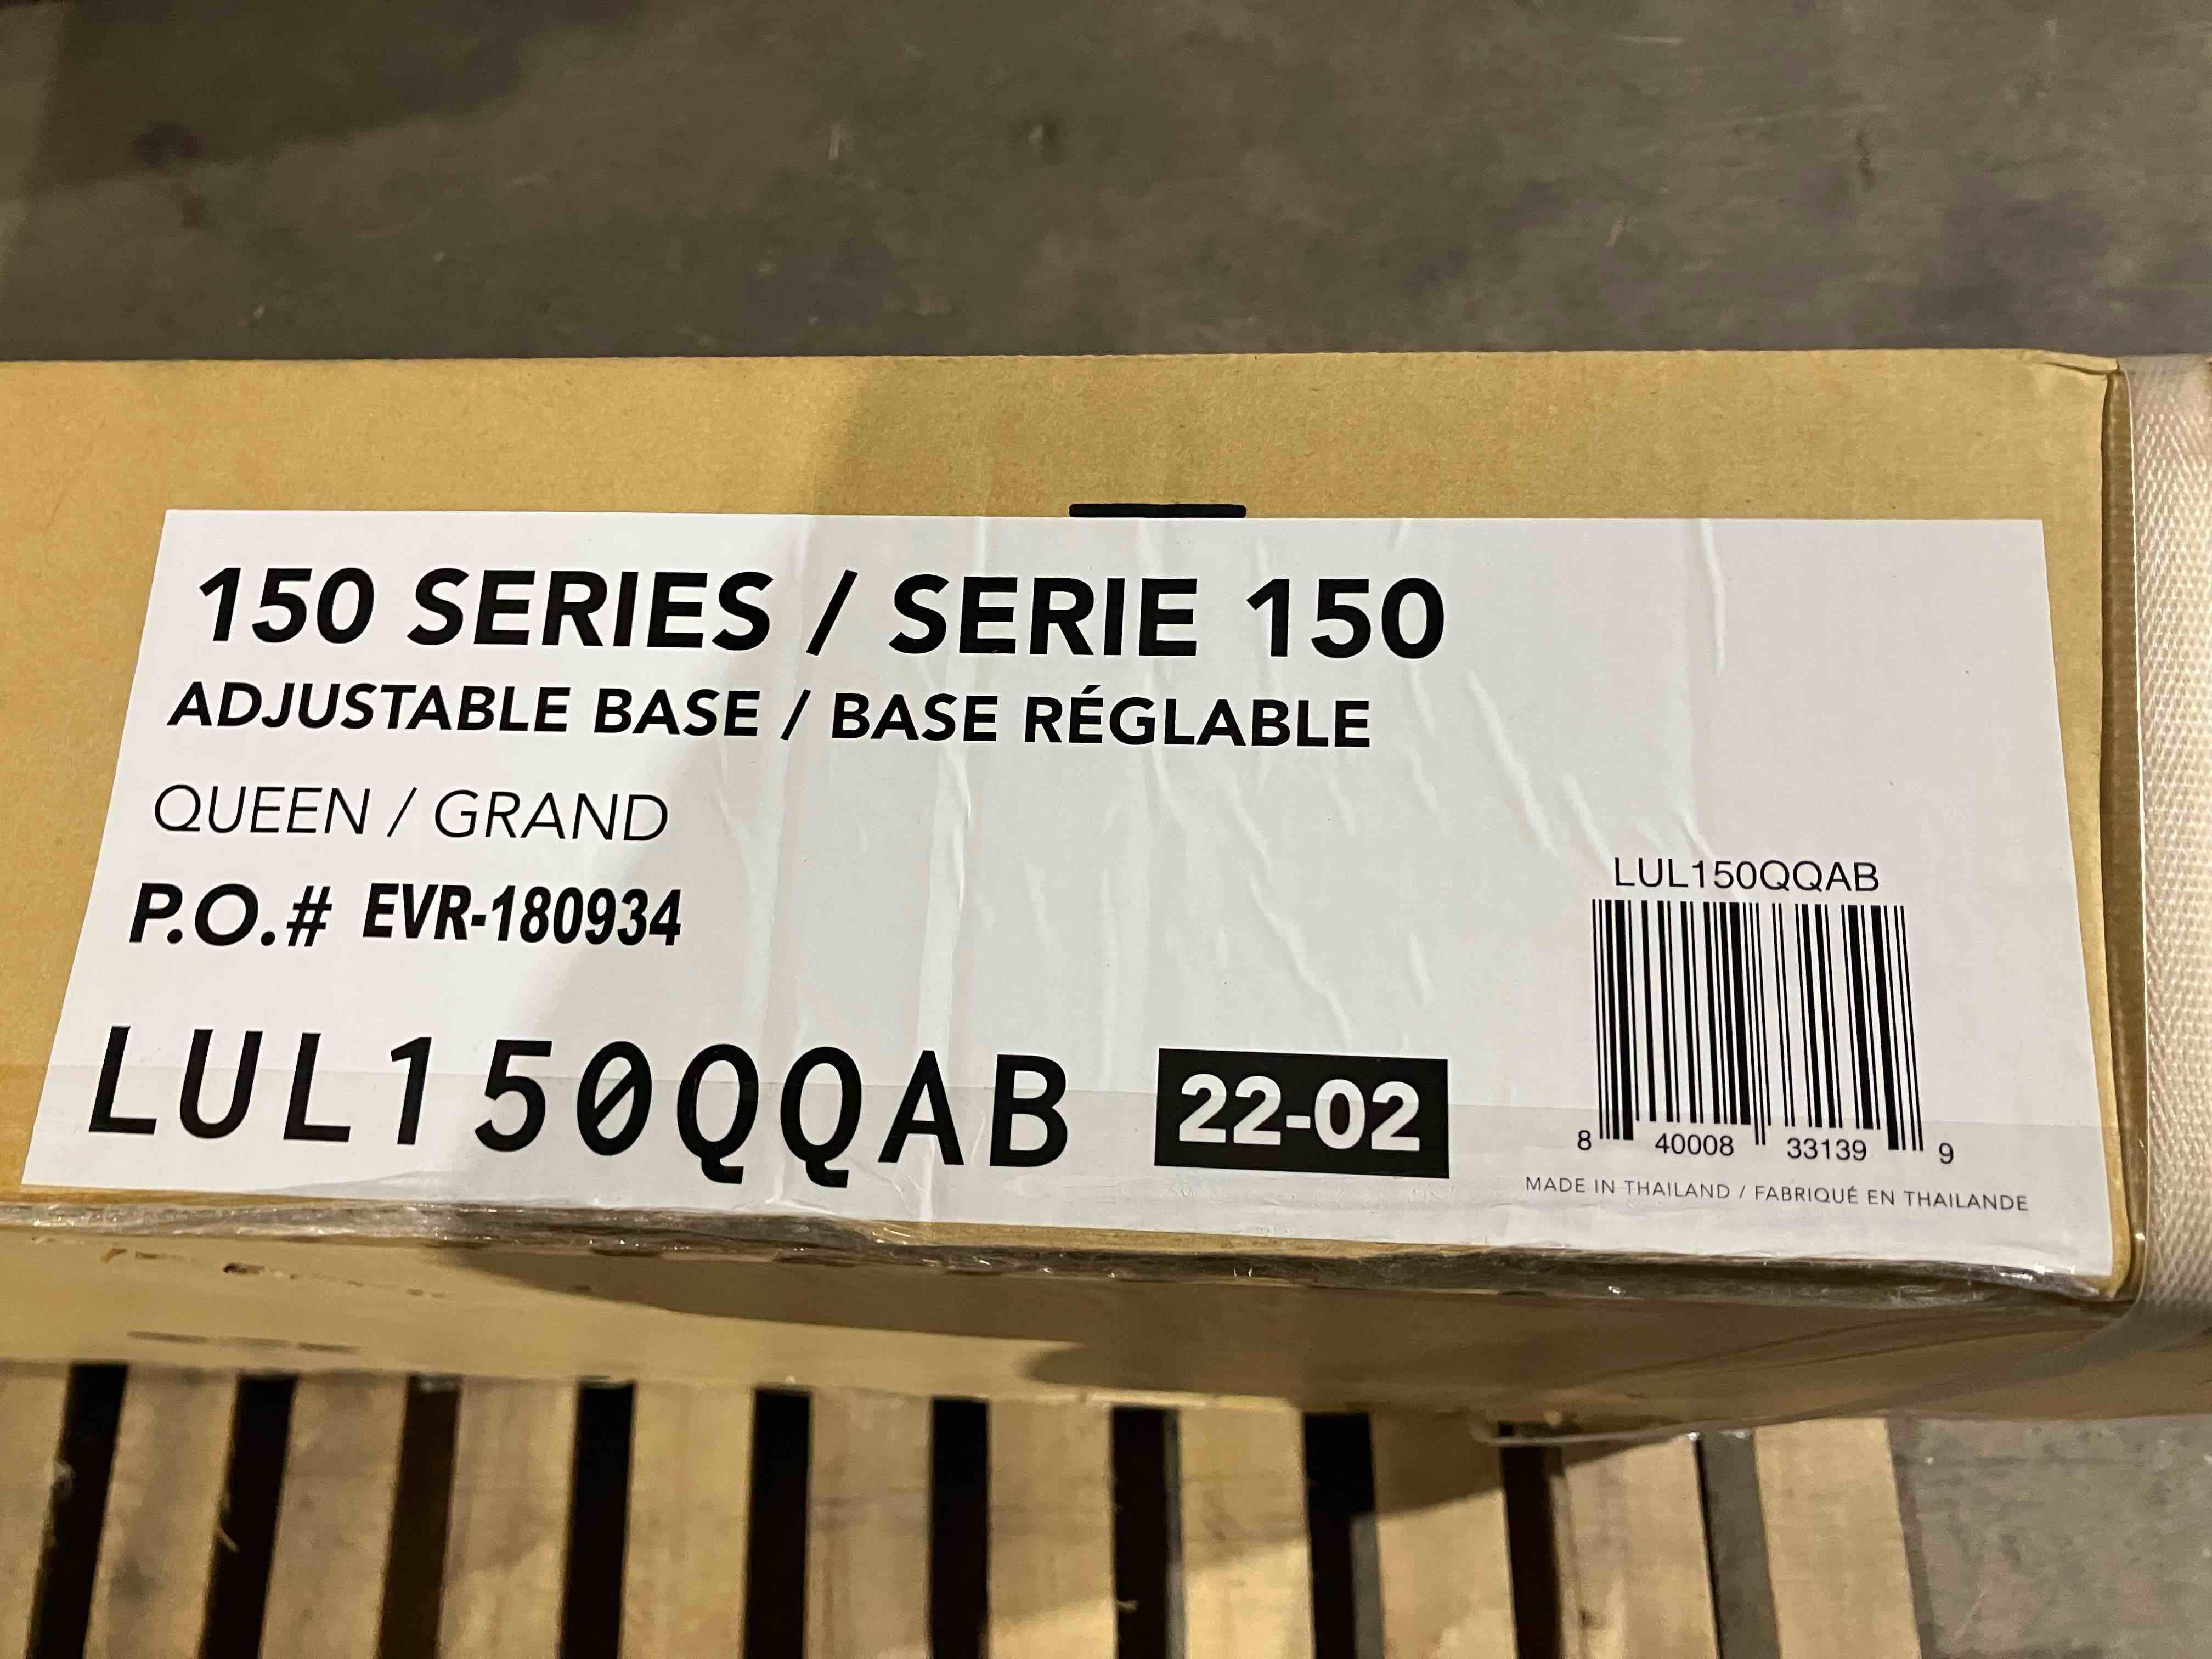 150 SERIES / SERIE 150
ADJUSTABLE BASE / BASE RÉGLABLE
QUEEN / GRAND
P.O.# EVR-180934
LUL150QQAB 22-02
LUL150QQAB
8 40008 33139 9
MADE IN THAILAND / FABRIQUÉ EN THAILANDE